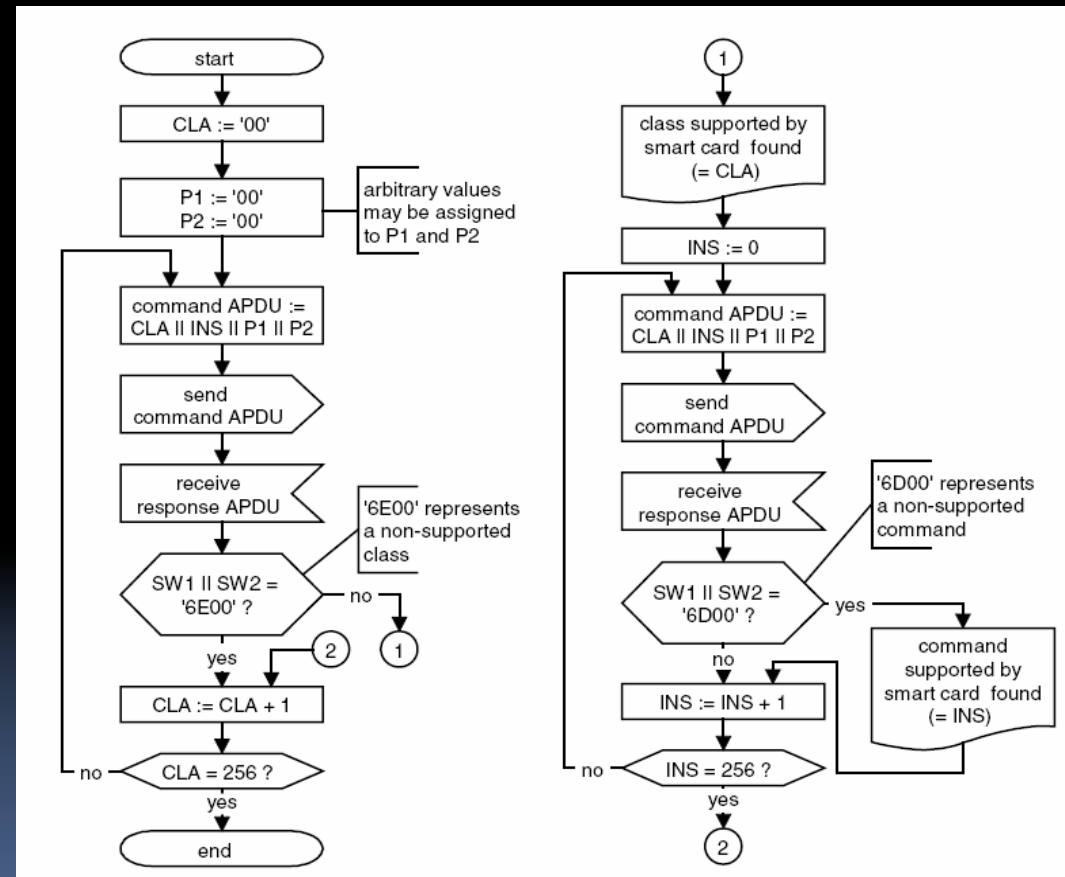 start
CLA := '00'
P1 := '00'
P2 := '00'
arbitrary values
may be assigned
to P1 and P2
command APDU :=
CLA II INS II P1 II P2
send
command APDU
receive
response APDU
'6E00' represents
a non-supported
class
SW1 II SW2 =
'6E00' ?
no
1
yes
2
CLA := CLA + 1
no
CLA = 256 ?
yes
end
1
class supported by
smart card found
(= CLA)
INS := 0
command APDU :=
CLA II INS II P1 II P2
send
command APDU
receive
response APDU
'6D00' represents
a non-supported
command
SW1 II SW2 =
'6D00' ?
yes
no
command
supported by
smart card found
(= INS)
INS := INS + 1
no
INS = 256 ?
yes
2